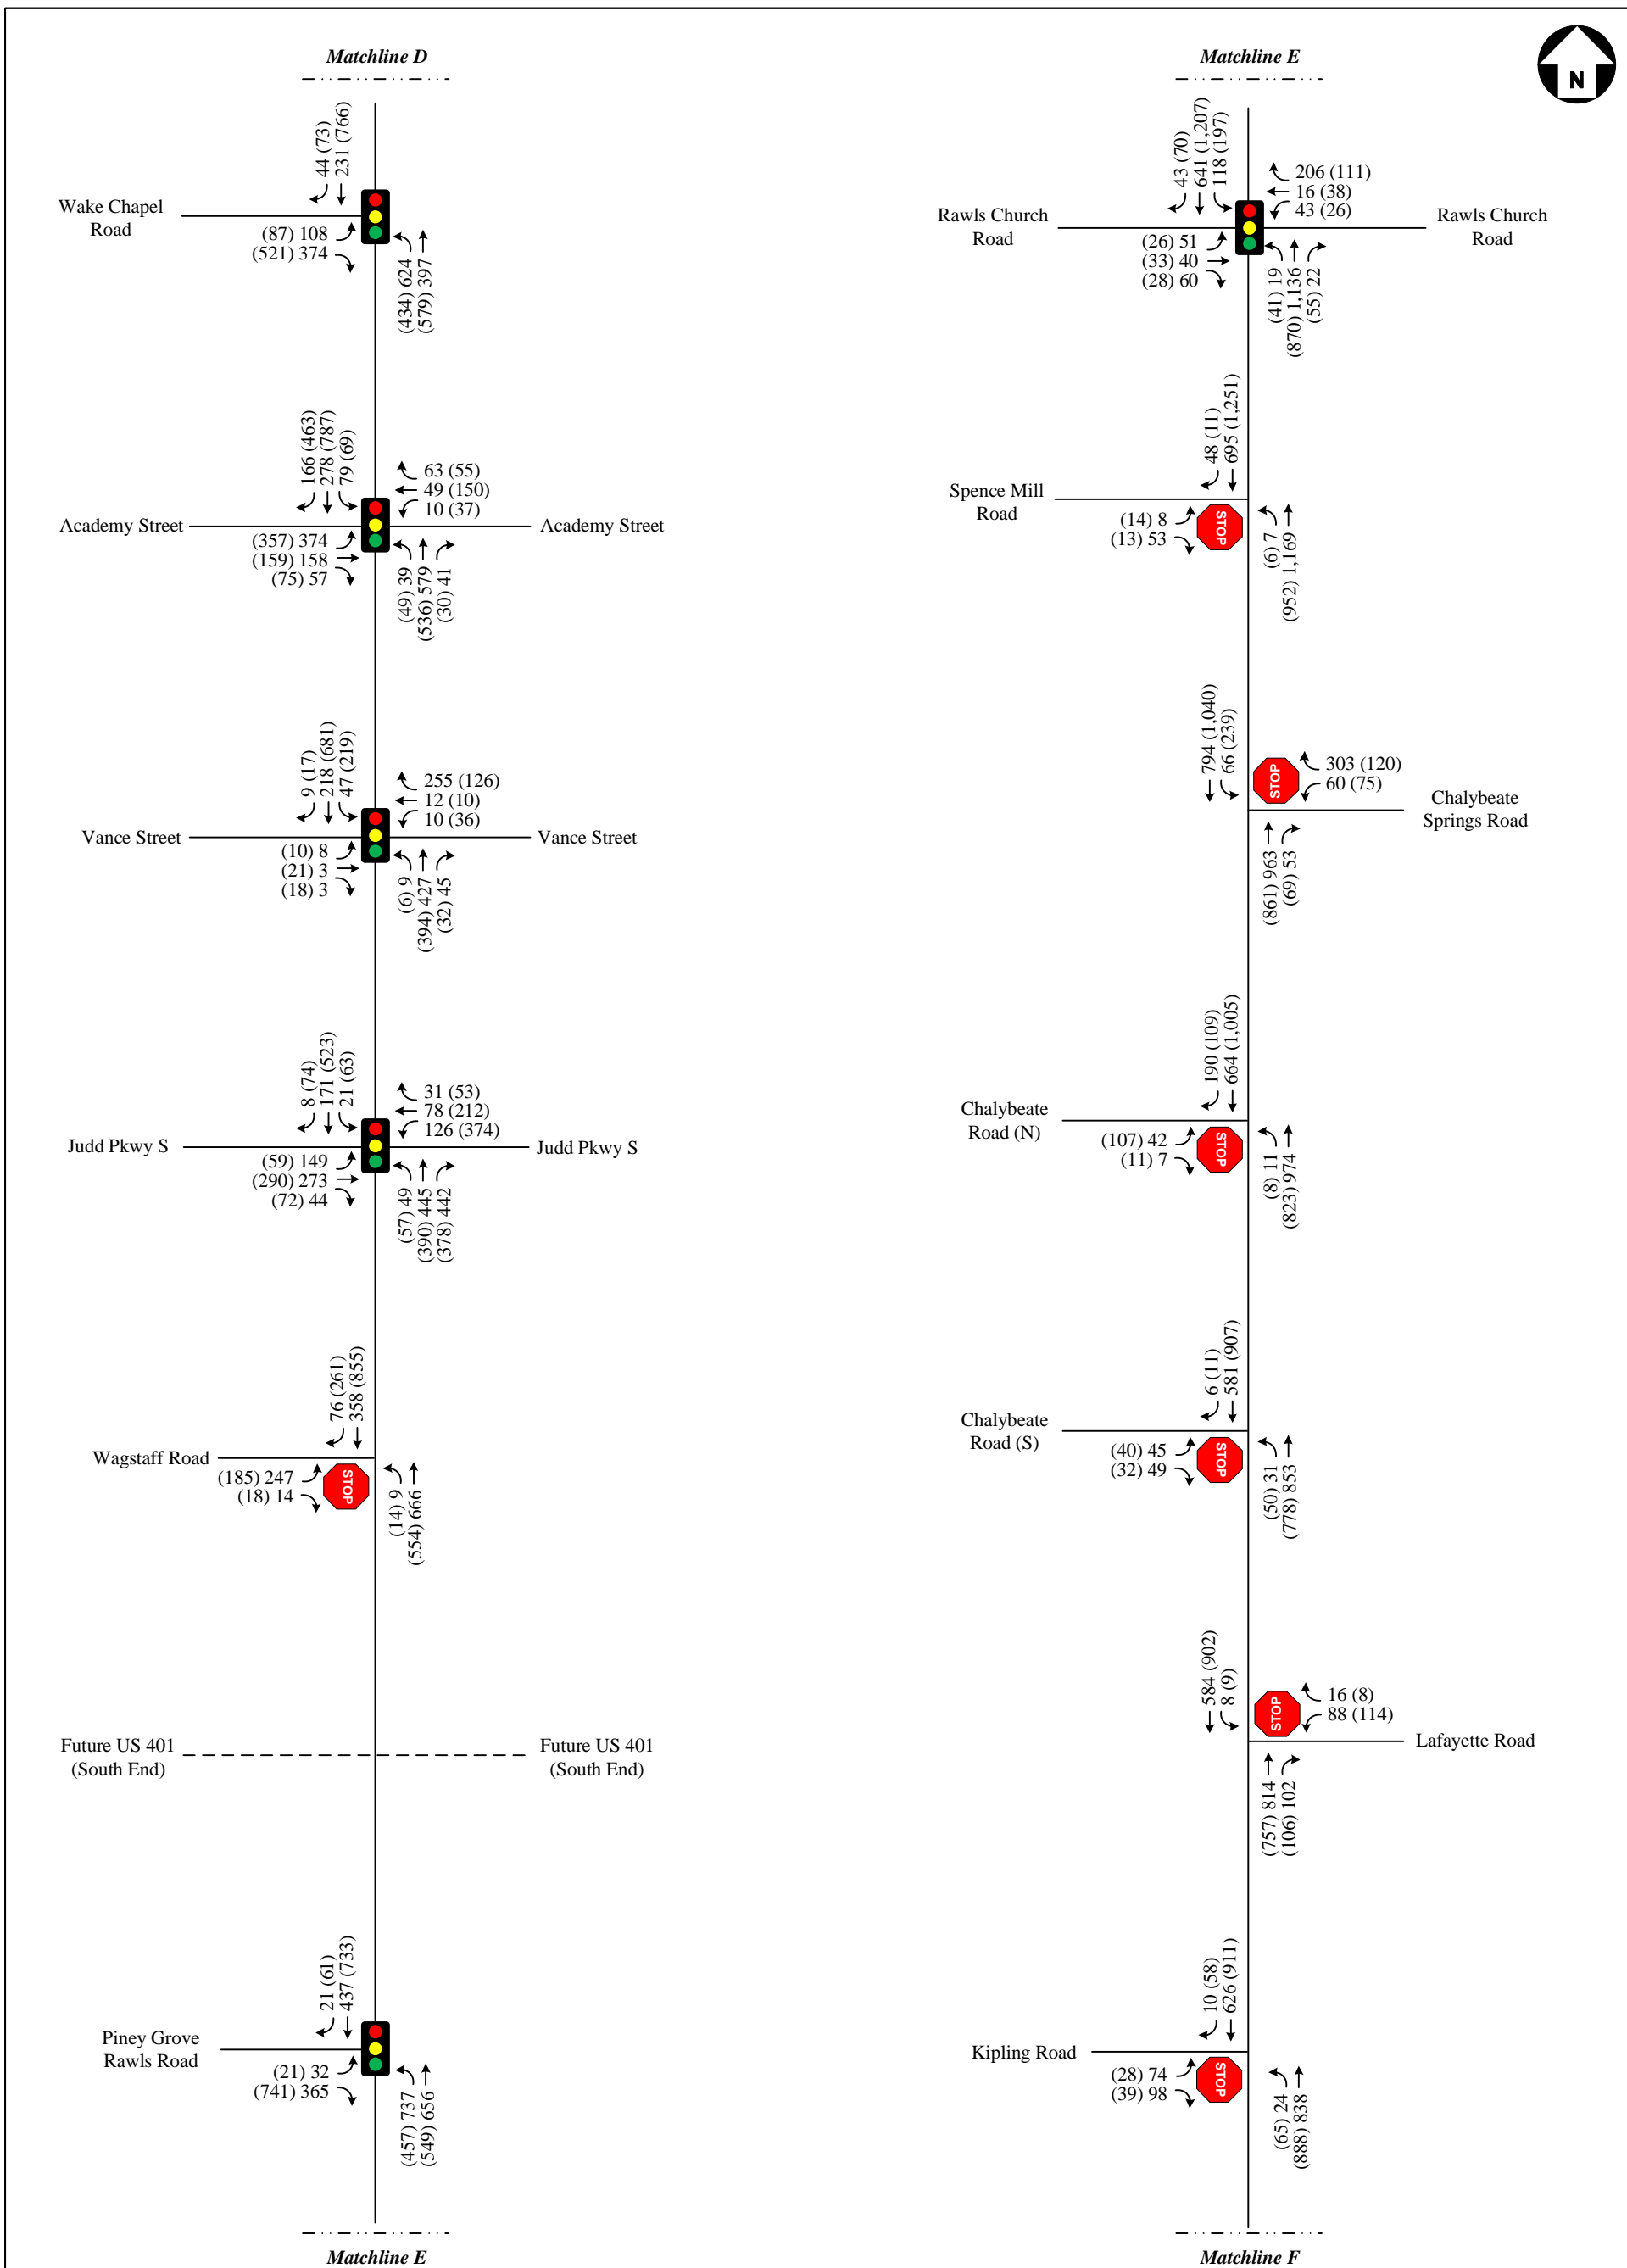 Matchline D
44 (73)
231 (766)
Wake Chapel
Road
(87) 108
(521) 374
(434) 624
(579) 397
166 (463)
278 (787)
79 (69)
63 (55)
49 (150)
10 (37)
Academy Street
Academy Street
(357) 374
(159) 158
(75) 57
(49) 39
(536) 579
(30) 41
9 (17)
218 (681)
47 (219)
255 (126)
12 (10)
10 (36)
Vance Street
Vance Street
(10) 8
(21) 3
(18) 3
(6) 9
(394) 427
(32) 45
8 (74)
171 (523)
21 (63)
31 (53)
78 (212)
126 (374)
Judd Pkwy S
Judd Pkwy S
(59) 149
(290) 273
(72) 44
(57) 49
(390) 445
(378) 442
76 (261)
358 (855)
Wagstaff Road
(185) 247
(18) 14
STOP
(14) 9
(554) 666
Future US 401
(South End)
Future US 401
(South End)
21 (61)
437 (733)
Piney Grove
Rawls Road
(21) 32
(741) 365
(457) 737
(549) 656
Matchline E
Matchline E
N
43 (70)
641 (1,207)
118 (197)
206 (111)
16 (38)
43 (26)
Rawls Church
Road
Rawls Church
Road
(26) 51
(33) 40
(28) 60
(41) 19
(870) 1,136
(55) 22
48 (11)
695 (1,251)
Spence Mill
Road
(14) 8
(13) 53
STOP
(6) 7
(952) 1,169
794 (1,040)
66 (239)
STOP
303 (120)
60 (75)
Chalybeate
Springs Road
(861) 963
(69) 53
190 (109)
664 (1,005)
Chalybeate
Road (N)
(107) 42
(11) 7
STOP
(8) 11
(823) 974
6 (11)
581 (907)
Chalybeate
Road (S)
(40) 45
(32) 49
STOP
(50) 31
(778) 853
584 (902)
8 (9)
STOP
16 (8)
88 (114)
Lafayette Road
(757) 814
(106) 102
10 (58)
626 (911)
Kipling Road
(28) 74
(39) 98
STOP
(65) 24
(888) 838
Matchline F